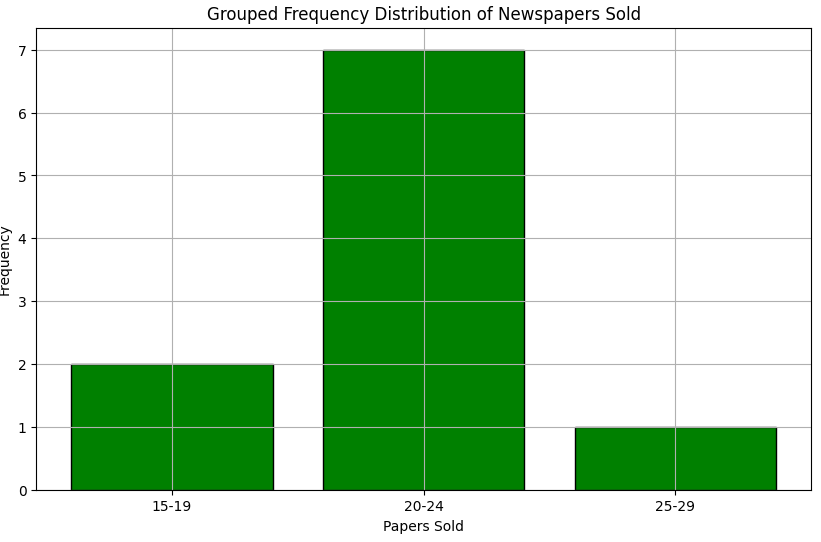 Grouped Frequency Distribution of Newspapers Sold
Frequency
7
6
5
4
3
2
1
0
15-19 20-24 25-29
Papers Sold